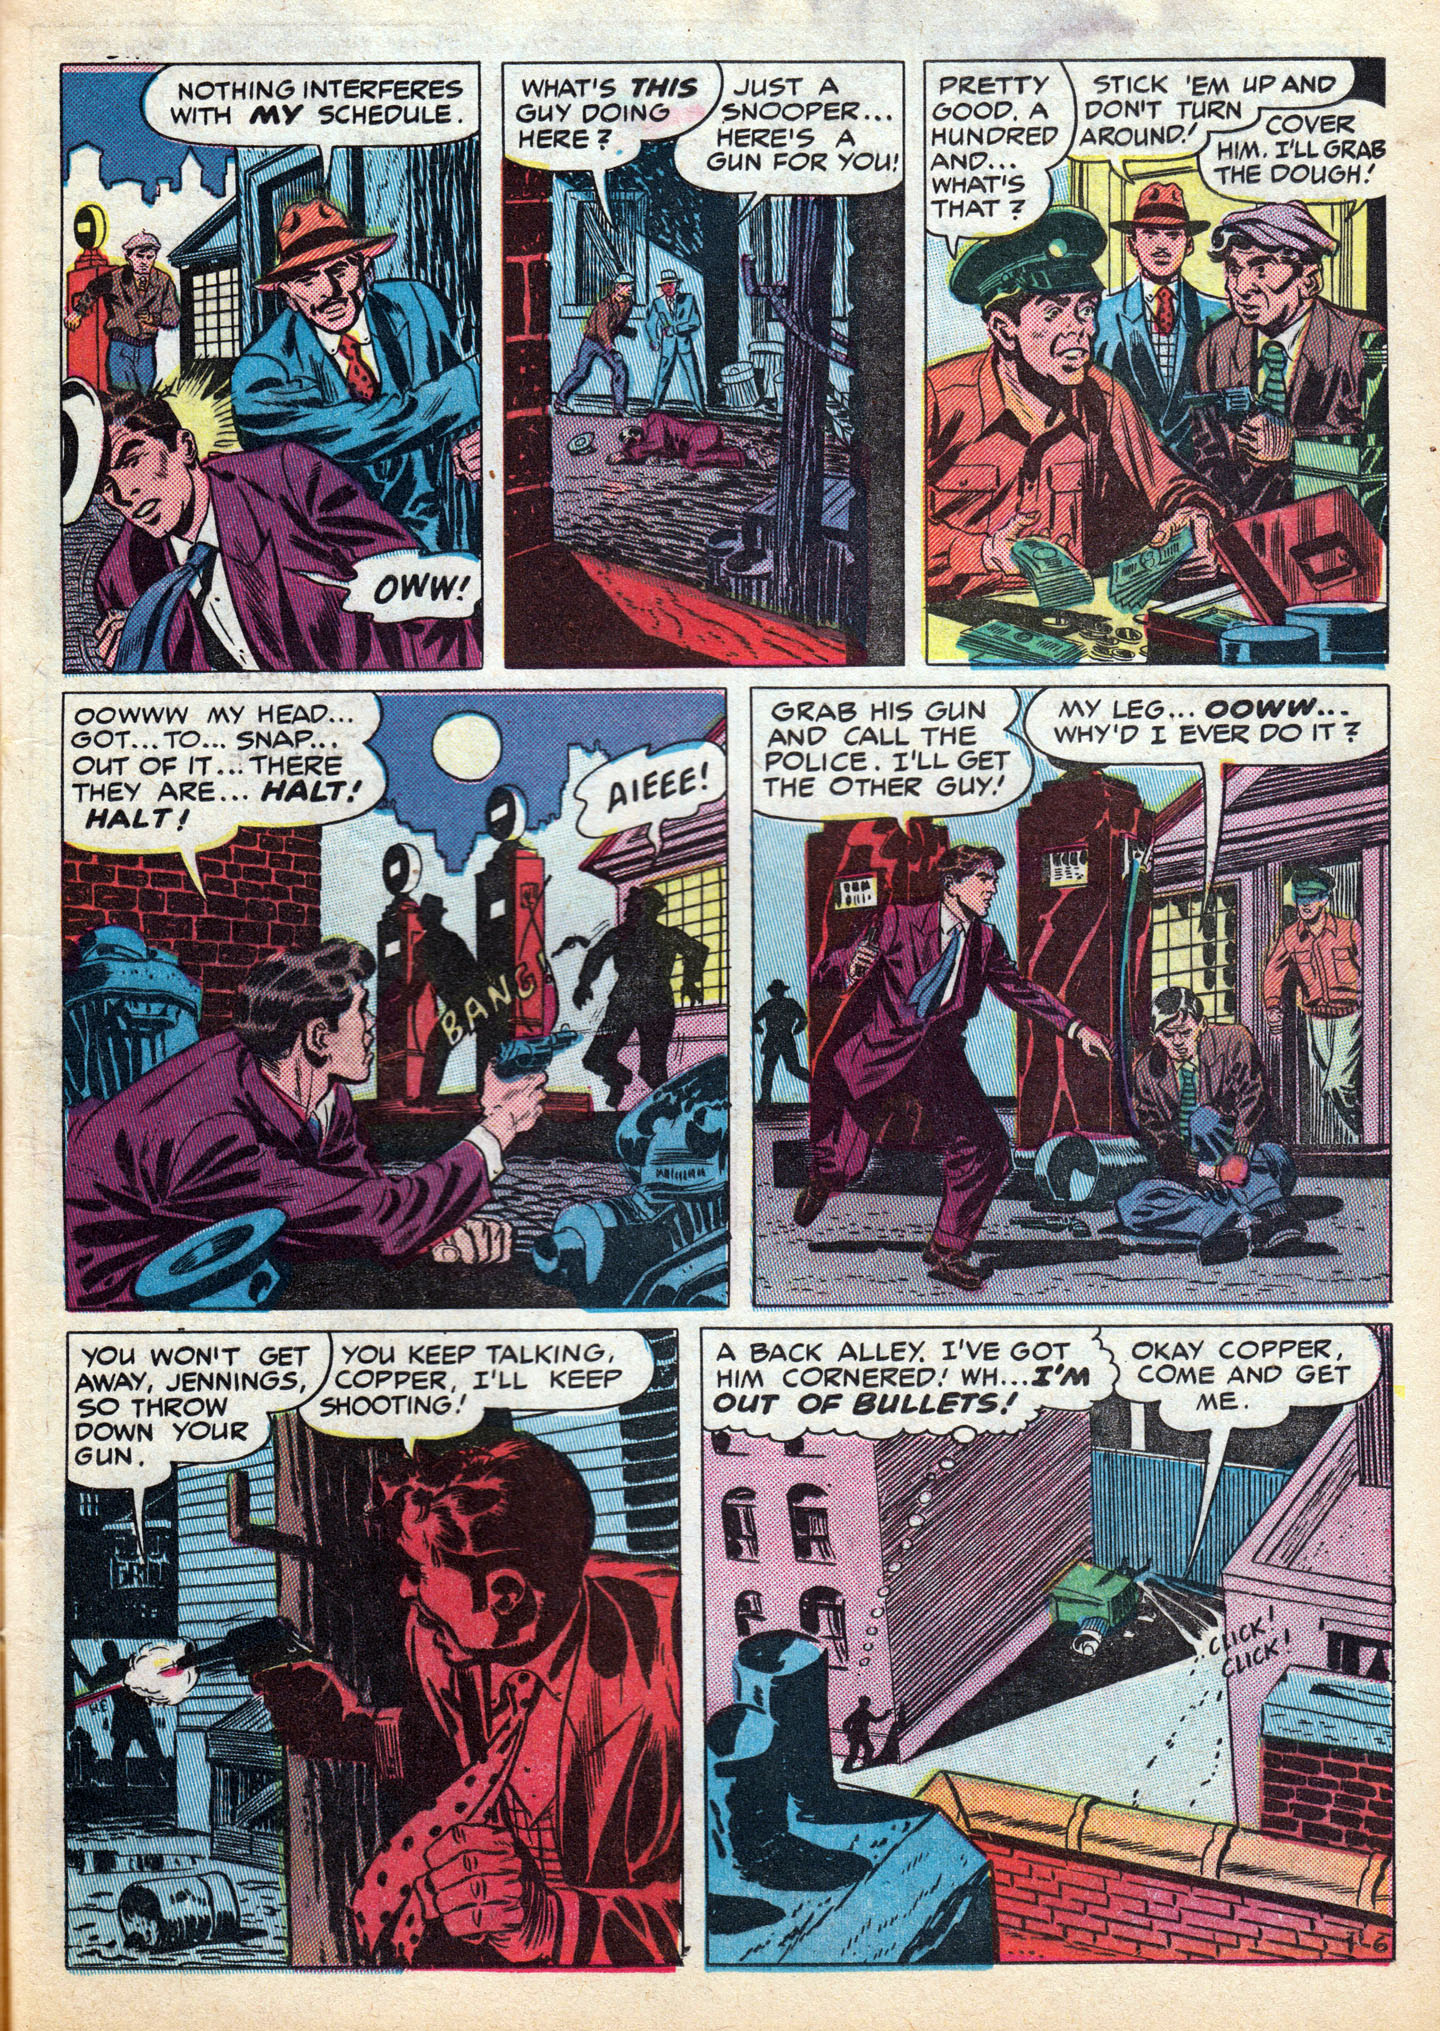 NOTHING INTERFERES
WITH MY SCHEDULE.
OWW!
WHAT'S THIS
GUY DOING
HERE?
JUST A
SNOOPER...
HERE'S A
GUN FOR YOU!
PRETTY
GOOD. A
HUNDRED
AND...
WHAT'S
THAT?
STICK 'EM UP AND
DON'T TURN
AROUND!
COVER
HIM. I'LL GRAB
THE DOUGH!
OOWWW MY HEAD...
GOT...TO... SNAP...
OUT OF IT... THERE
THEY ARE... HALT!
HALT!
AIEEE!
BANG!
GRAB HIS GUN
AND CALL THE
POLICE. I'LL GET
THE OTHER GUY!
MY LEG... OOWW...
WHY'D I EVER DO IT?
YOU WON'T GET
AWAY, JENNINGS,
SO THROW
DOWN YOUR
GUN.
YOU KEEP TALKING,
COPPER, I'LL KEEP
SHOOTING!
A BACK ALLEY. I'VE GOT
HIM CORNERED! WH...I'M
OUT OF BULLETS!
OKAY COPPER,
COME AND GET
ME.
CLICK!
CLICK!